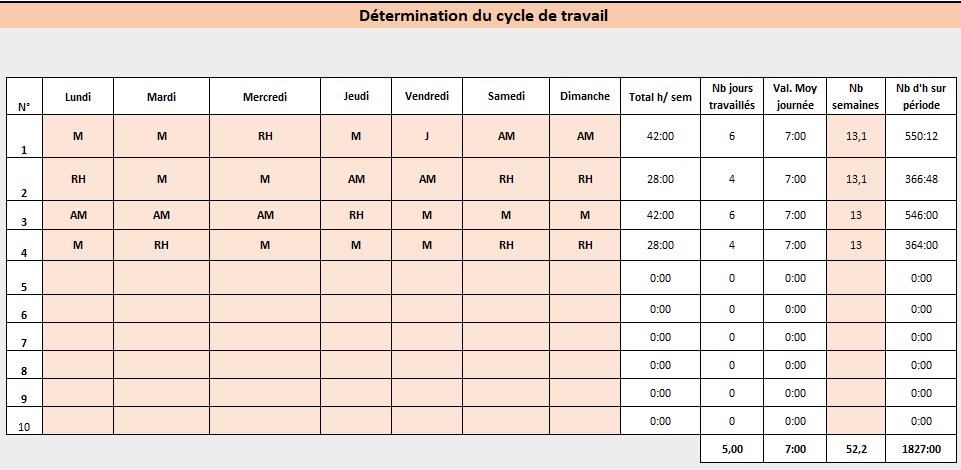 Détermination du cycle de travail
N° Lundi Mardi Mercredi Jeudi Vendredi Samedi Dimanche Total h/ sem Nb jours travaillés Val. Moy journée Nb semaines Nb d'h sur période
1 M M RH M J AM AM 42:00 6 7:00 13,1 550:12
2 RH M M AM AM RH RH 28:00 4 7:00 13,1 366:48
3 AM AM AM RH M M M 42:00 6 7:00 13 546:00
4 M RH M M M RH RH 28:00 4 7:00 13 364:00
5 0:00 0 0:00 0:00
6 0:00 0 0:00 0:00
7 0:00 0 0:00 0:00
8 0:00 0 0:00 0:00
9 0:00 0 0:00 0:00
10 0:00 0 0:00 0:00
5,00 7:00 52,2 1827:00